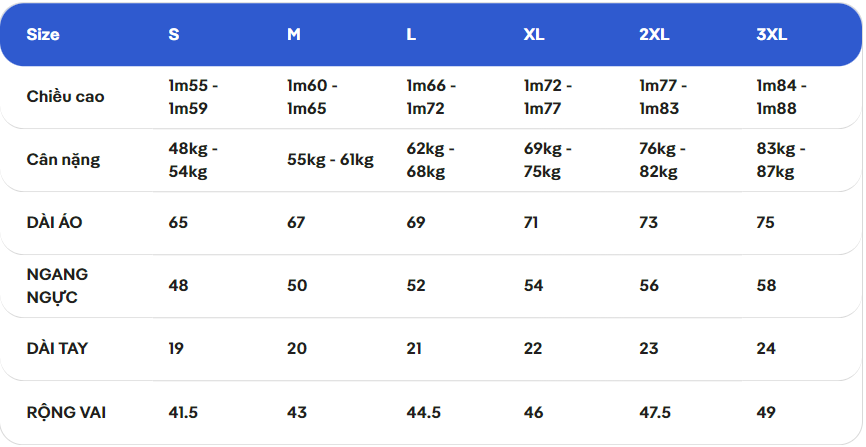 Size S M L XL 2XL 3XL
Chiều cao 1m55 - 1m59 1m60 - 1m65 1m66 - 1m72 1m72 - 1m77 1m77 - 1m83 1m84 - 1m88
Cân nặng 48kg - 54kg 55kg - 61kg 62kg - 68kg 69kg - 75kg 76kg - 82kg 83kg - 87kg
DÀI ÁO 65 67 69 71 73 75
NGANG NGỰC 48 50 52 54 56 58
DÀI TAY 19 20 21 22 23 24
RỘNG VAI 41.5 43 44.5 46 47.5 49